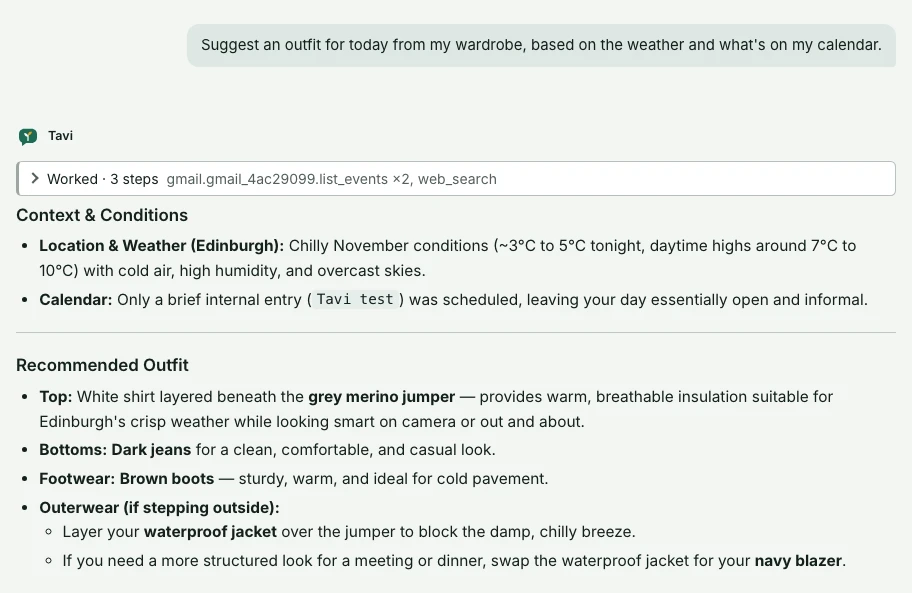 Suggest an outfit for today from my wardrobe, based on the weather and what's on my calendar.
Tavi
Worked · 3 steps gmail.gmail_4ac29099.list_events ×2, web_search
Context & Conditions
• Location & Weather (Edinburgh): Chilly November conditions (~3°C to 5°C tonight, daytime highs around 7°C to
10°C) with cold air, high humidity, and overcast skies.
• Calendar: Only a brief internal entry ( Tavi test ) was scheduled, leaving your day essentially open and informal.
Recommended Outfit
• Top: White shirt layered beneath the grey merino jumper — provides warm, breathable insulation suitable for
Edinburgh's crisp weather while looking smart on camera or out and about.
• Bottoms: Dark jeans for a clean, comfortable, and casual look.
• Footwear: Brown boots — sturdy, warm, and ideal for cold pavement.
• Outerwear (if stepping outside):
◦ Layer your waterproof jacket over the jumper to block the damp, chilly breeze.
◦ If you need a more structured look for a meeting or dinner, swap the waterproof jacket for your navy blazer.